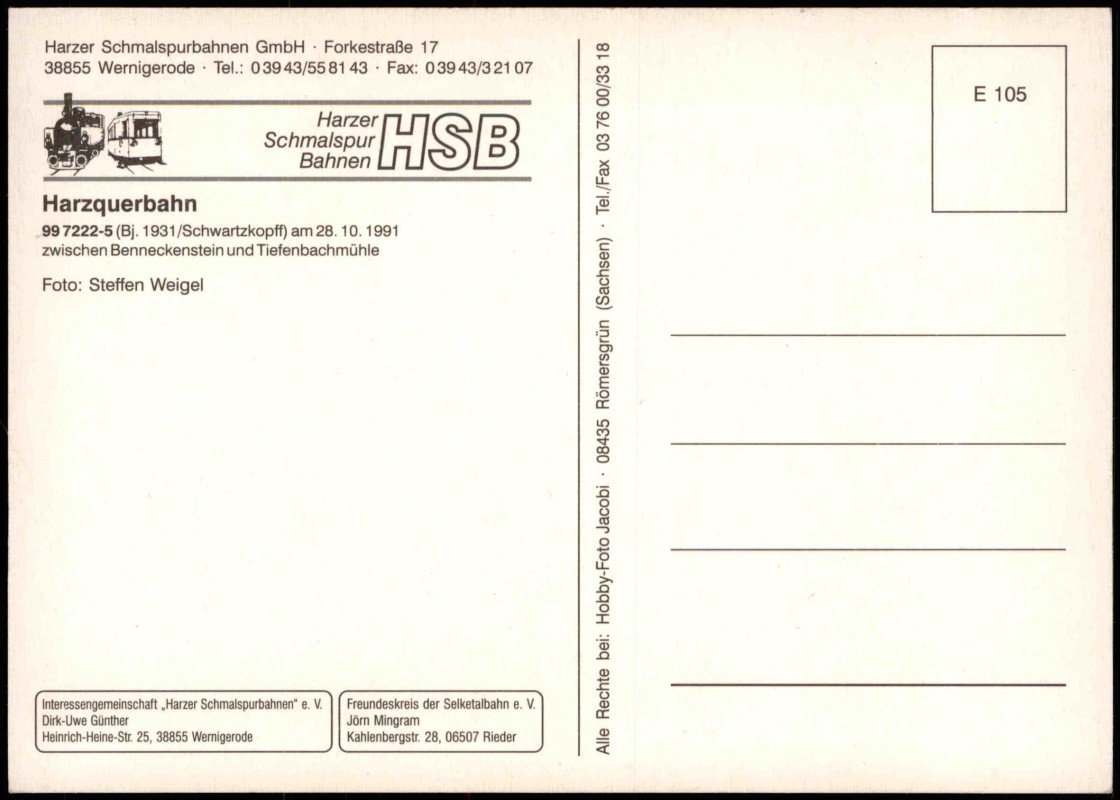 Harzer Schmalspurbahnen GmbH · Forkestraße 17
38855 Wernigerode · Tel.: 0 39 43/55 81 43 · Fax: 0 39 43/3 21 07
Harzer
Schmalspur
Bahnen
HSB
Harzquerbahn
99 7222-5 (Bj. 1931/Schwartzkopff) am 28. 10. 1991
zwischen Benneckenstein und Tiefenbachmühle
Foto: Steffen Weigel
Interessengemeinschaft „Harzer Schmalspurbahnen" e. V.
Dirk-Uwe Günther
Heinrich-Heine-Str. 25, 38855 Wernigerode
Freundeskreis der Selketalbahn e. V.
Jörn Mingram
Kahlenbergstr. 28, 06507 Rieder
Alle Rechte bei: Hobby-Foto Jacobi · 08435 Römersgrün (Sachsen) · Tel./Fax 03 76 00/33 18
E 105